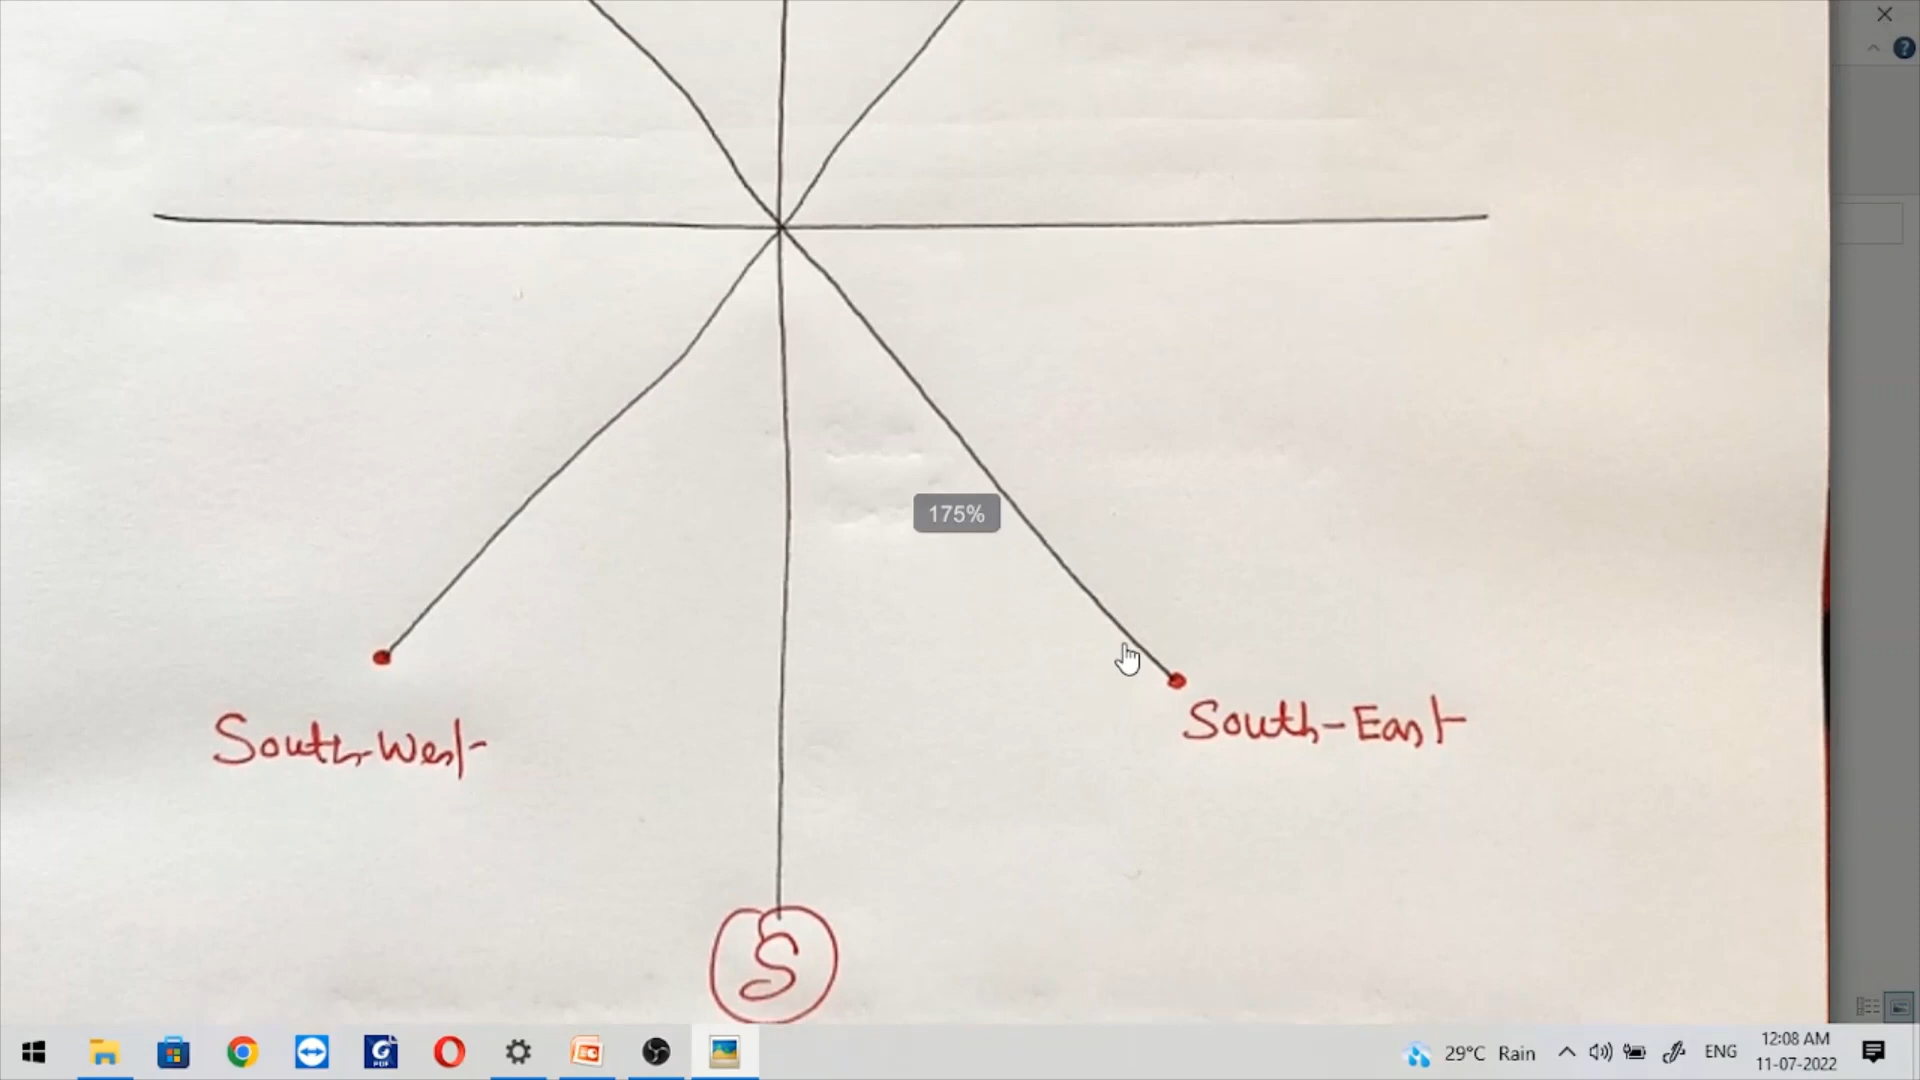 175%
South-West
South-East
S
29°C Rain
ENG
12:08 AM
11-07-2022